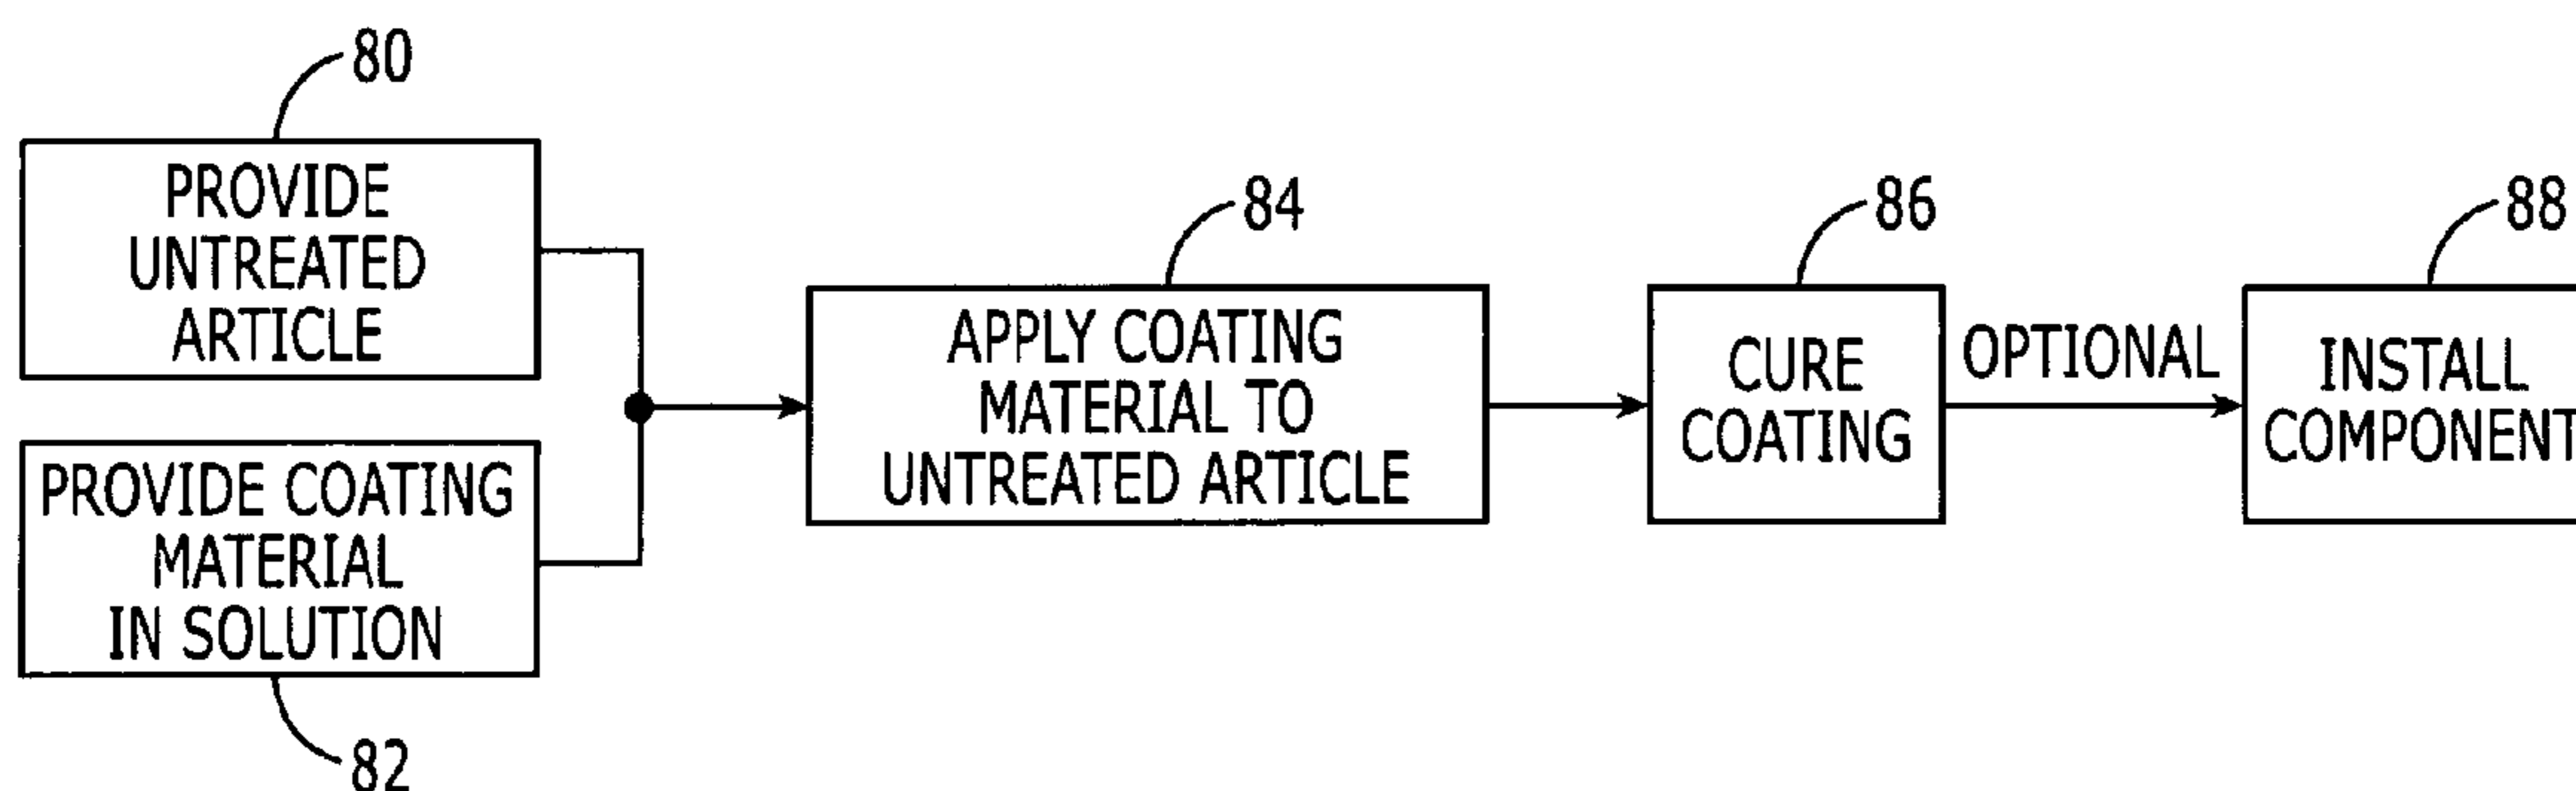 80
PROVIDE
UNTREATED
ARTICLE
PROVIDE COATING
MATERIAL
IN SOLUTION
82
84
APPLY COATING
MATERIAL TO
UNTREATED ARTICLE
86
CURE
COATING
OPTIONAL
88
INSTALL
COMPONENT